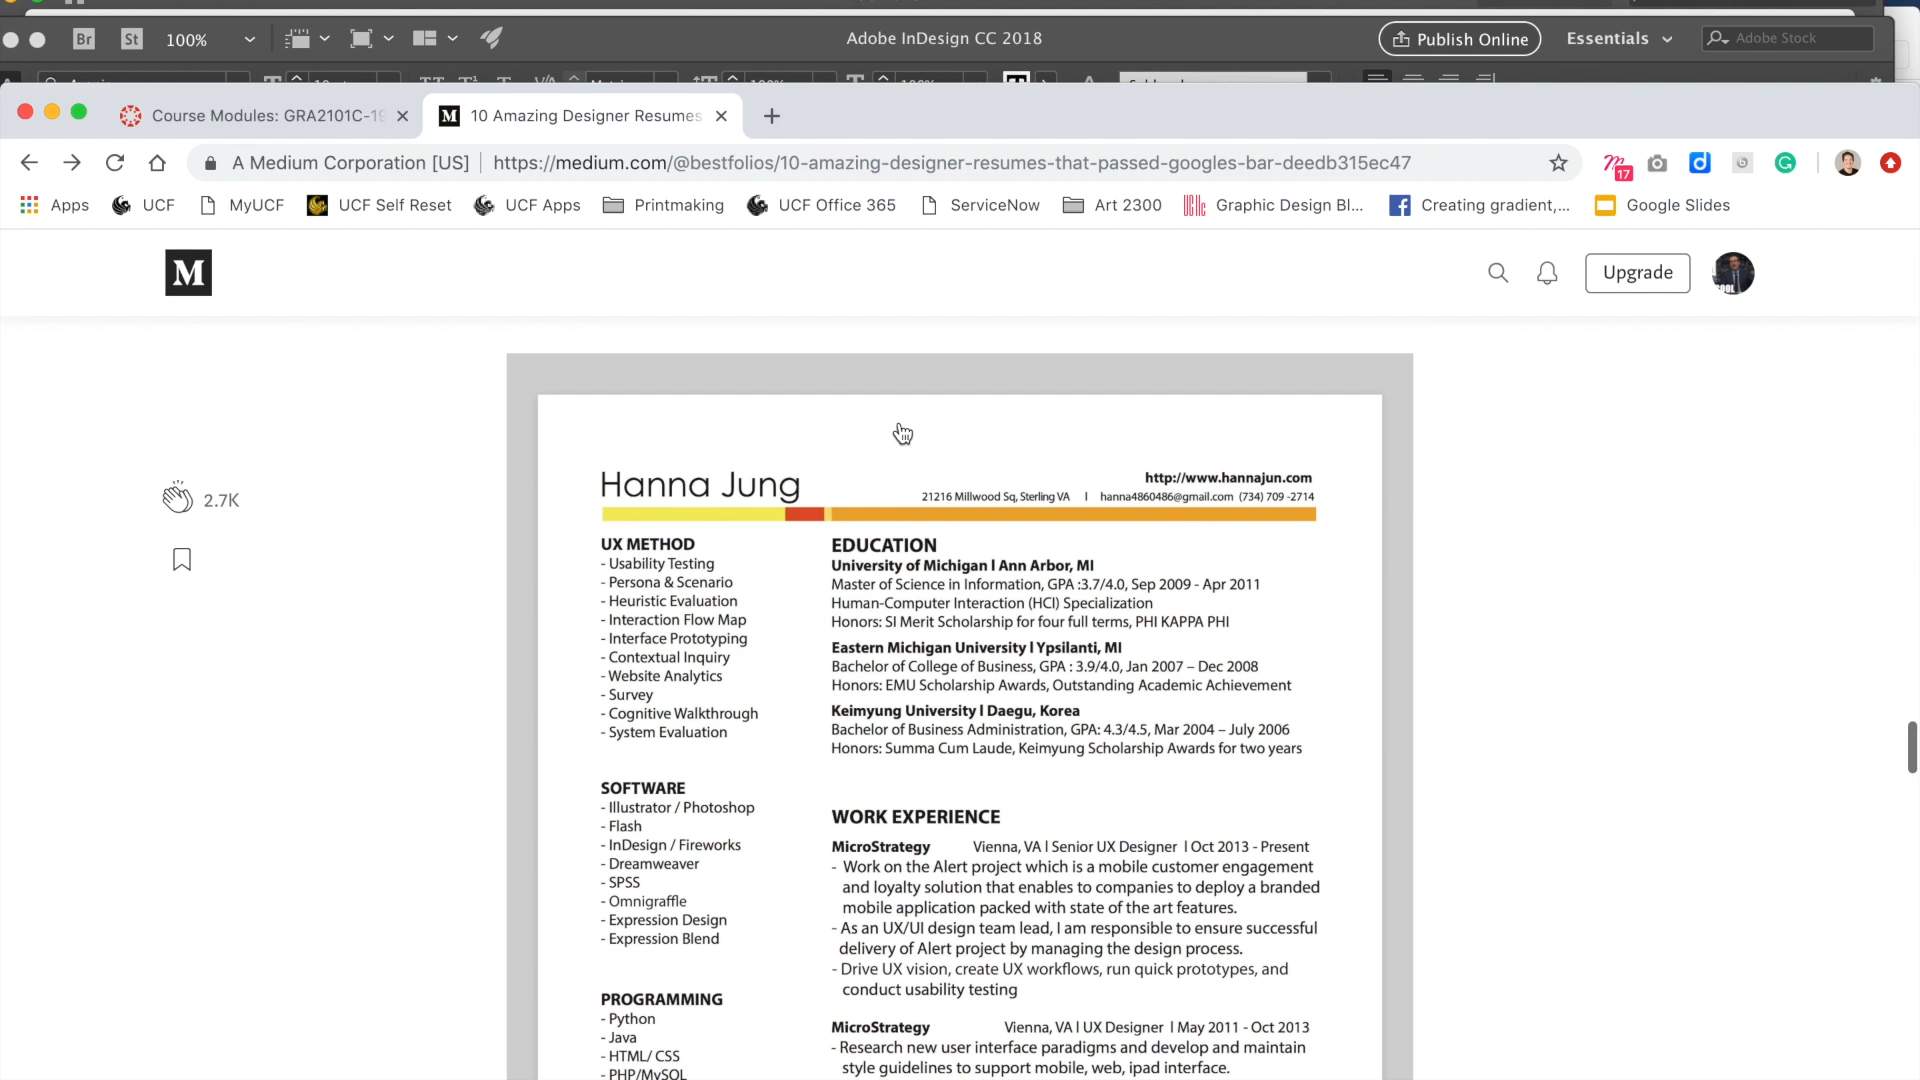 Br St 100% Adobe InDesign CC 2018 Publish Online Essentials Adobe Stock
Course Modules: GRA2101C-19 M 10 Amazing Designer Resumes
A Medium Corporation [US] https://medium.com/@bestfolios/10-amazing-designer-resumes-that-passed-googles-bar-deedb315ec47 17
Apps UCF MyUCF UCF Self Reset UCF Apps Printmaking UCF Office 365 ServiceNow Art 2300 Graphic Design Bl... Creating gradient,... Google Slides
M Upgrade
2.7K
Hanna Jung
http://www.hannajun.com
21216 Millwood Sq, Sterling VA l hanna4860486@gmail.com (734) 709 -2714
UX METHOD
- Usability Testing
- Persona & Scenario
- Heuristic Evaluation
- Interaction Flow Map
- Interface Prototyping
- Contextual Inquiry
- Website Analytics
- Survey
- Cognitive Walkthrough
- System Evaluation
SOFTWARE
- Illustrator / Photoshop
- Flash
- InDesign / Fireworks
- Dreamweaver
- SPSS
- Omnigraffle
- Expression Design
- Expression Blend
PROGRAMMING
- Python
- Java
- HTML/ CSS
- PHP/MySQL
EDUCATION
University of Michigan l Ann Arbor, MI
Master of Science in Information, GPA :3.7/4.0, Sep 2009 - Apr 2011
Human-Computer Interaction (HCI) Specialization
Honors: SI Merit Scholarship for four full terms, PHI KAPPA PHI
Eastern Michigan University l Ypsilanti, MI
Bachelor of College of Business, GPA : 3.9/4.0, Jan 2007 – Dec 2008
Honors: EMU Scholarship Awards, Outstanding Academic Achievement
Keimyung University l Daegu, Korea
Bachelor of Business Administration, GPA: 4.3/4.5, Mar 2004 – July 2006
Honors: Summa Cum Laude, Keimyung Scholarship Awards for two years
WORK EXPERIENCE
MicroStrategy Vienna, VA l Senior UX Designer l Oct 2013 - Present
- Work on the Alert project which is a mobile customer engagement
and loyalty solution that enables to companies to deploy a branded
mobile application packed with state of the art features.
- As an UX/UI design team lead, I am responsible to ensure successful
delivery of Alert project by managing the design process.
- Drive UX vision, create UX workflows, run quick prototypes, and
conduct usability testing
MicroStrategy Vienna, VA l UX Designer l May 2011 - Oct 2013
- Research new user interface paradigms and develop and maintain
style guidelines to support mobile, web, ipad interface.